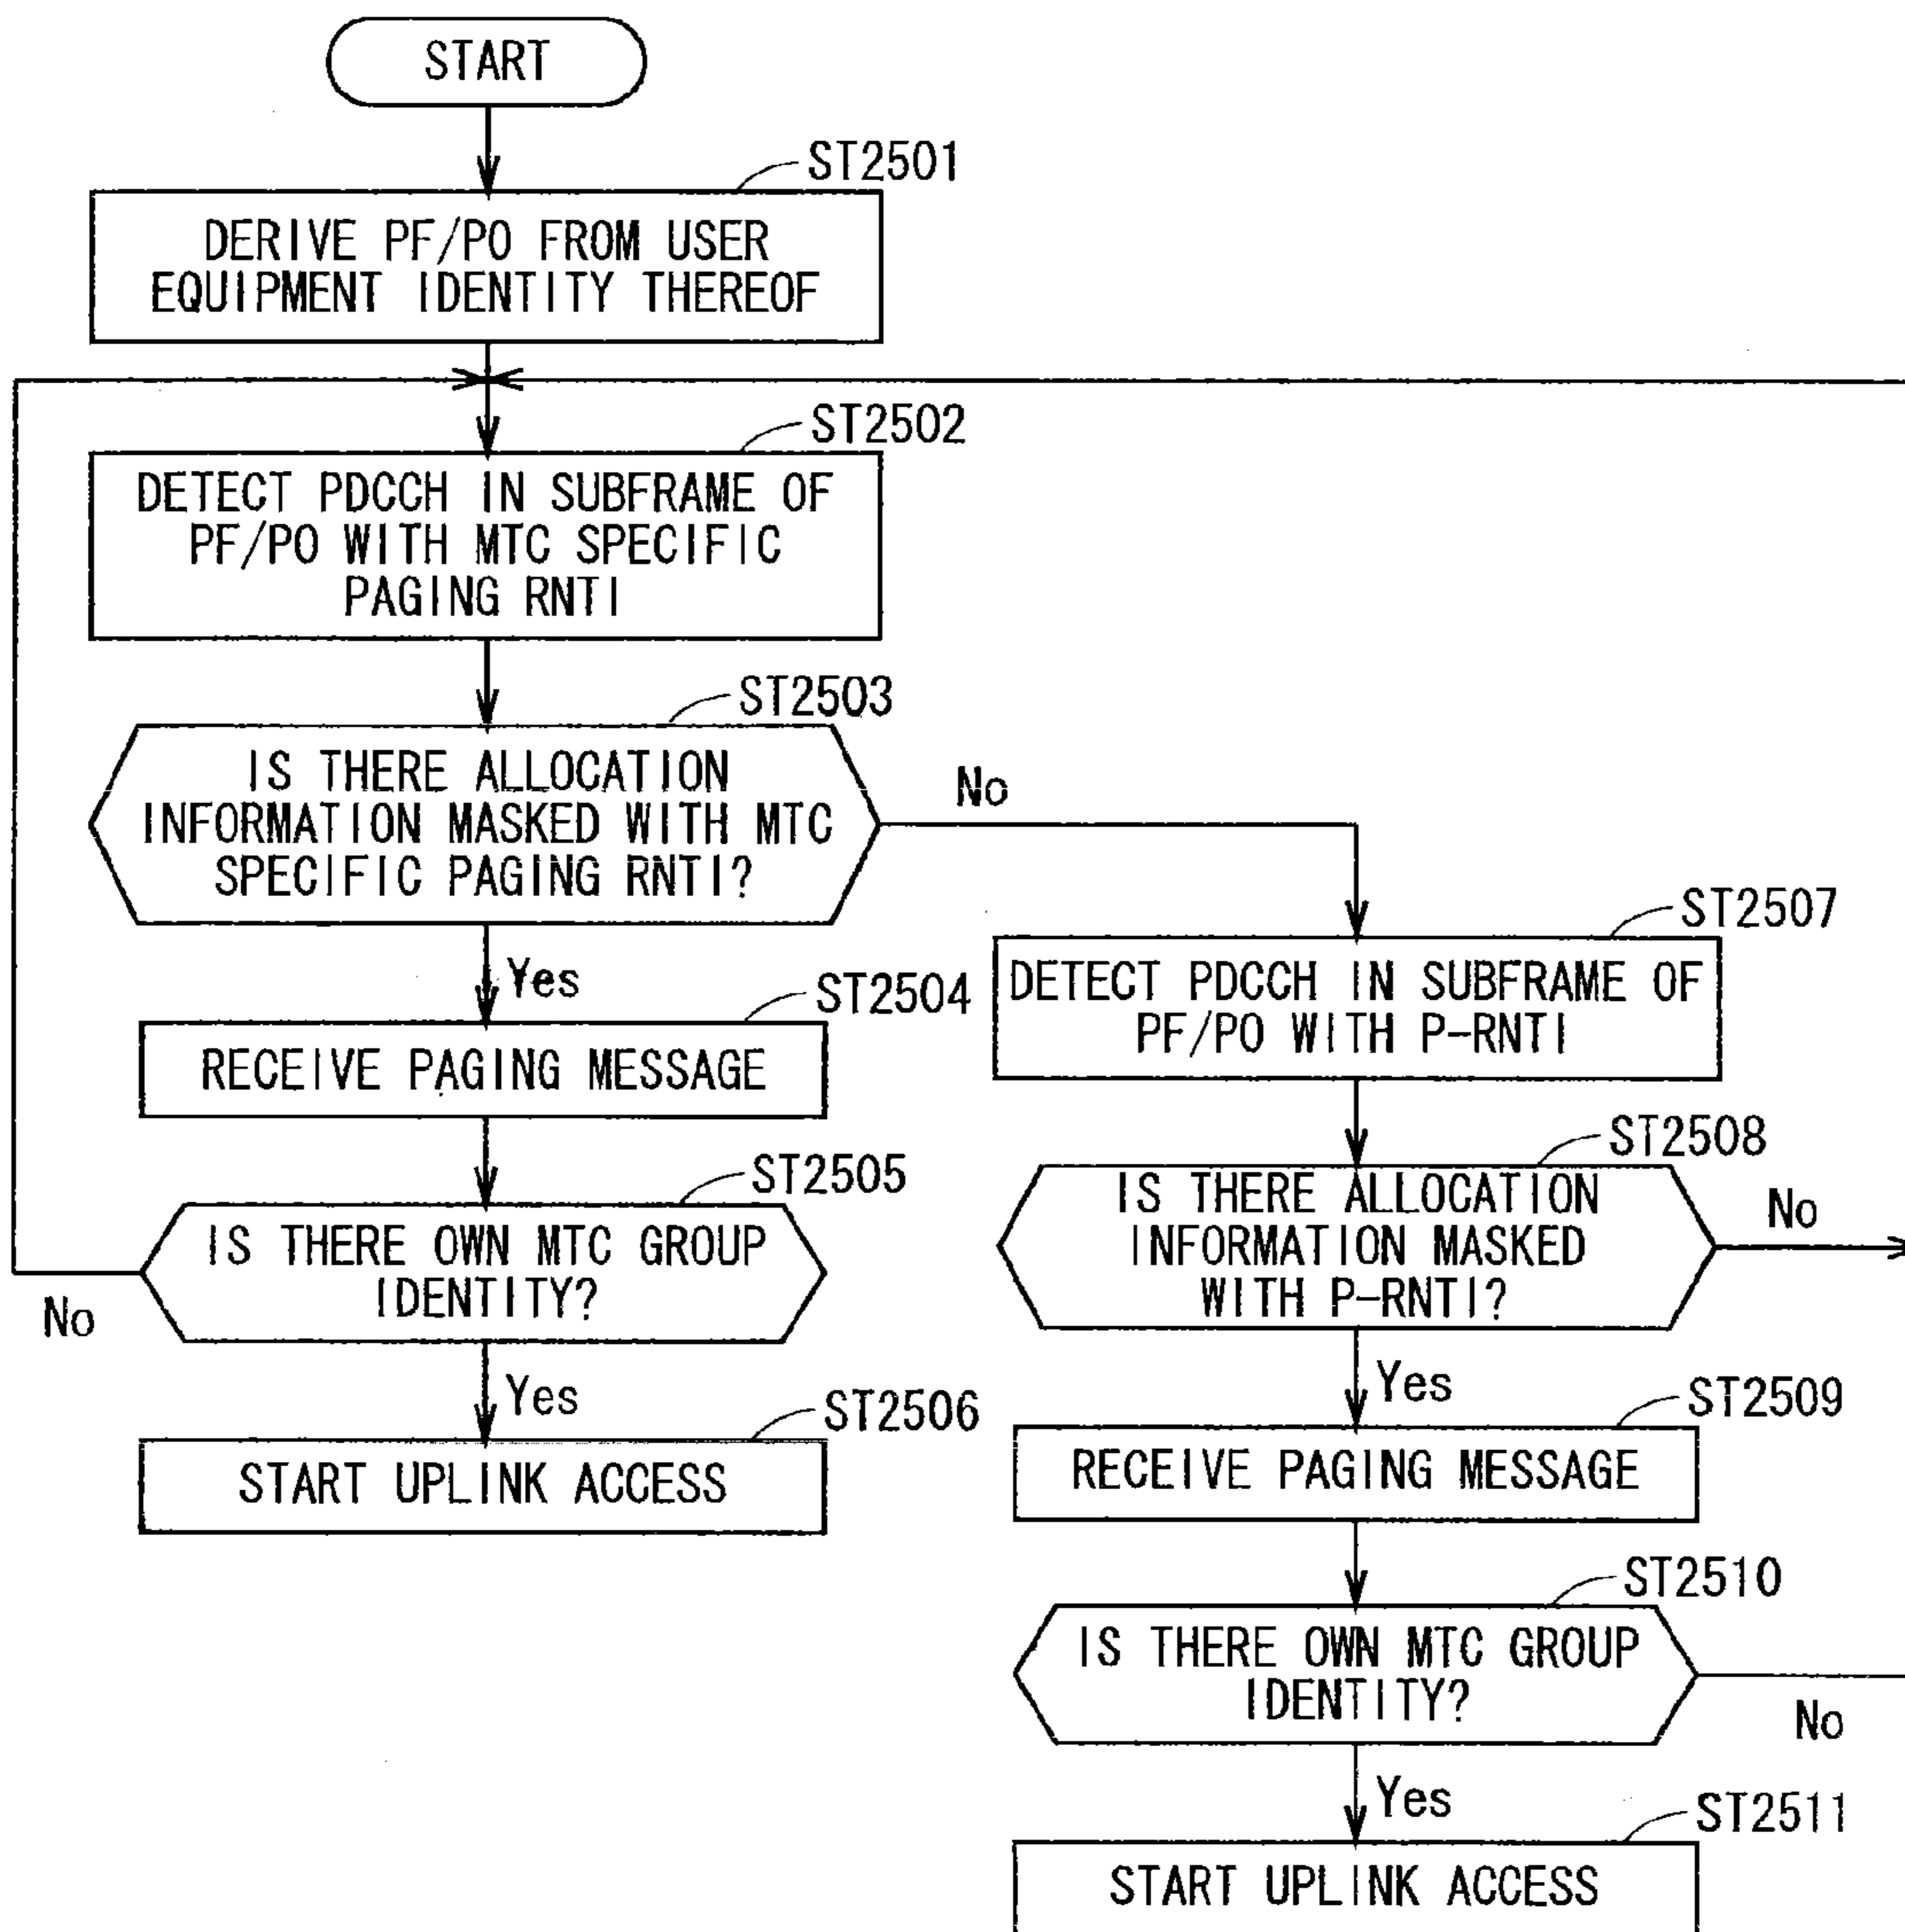 START
ST2501
DERIVE PF/PO FROM USER
EQUIPMENT IDENTITY THEREOF
ST2502
DETECT PDCCH IN SUBFRAME OF
PF/PO WITH MTC SPECIFIC
PAGING RNTI
ST2503
IS THERE ALLOCATION
INFORMATION MASKED WITH MTC
SPECIFIC PAGING RNTI?
No
Yes
ST2504
RECEIVE PAGING MESSAGE
ST2505
IS THERE OWN MTC GROUP
IDENTITY?
No
Yes
ST2506
START UPLINK ACCESS
ST2507
DETECT PDCCH IN SUBFRAME OF
PF/PO WITH P-RNTI
ST2508
IS THERE ALLOCATION
INFORMATION MASKED
WITH P-RNTI?
No
Yes
ST2509
RECEIVE PAGING MESSAGE
ST2510
IS THERE OWN MTC GROUP
IDENTITY?
No
Yes
ST2511
START UPLINK ACCESS